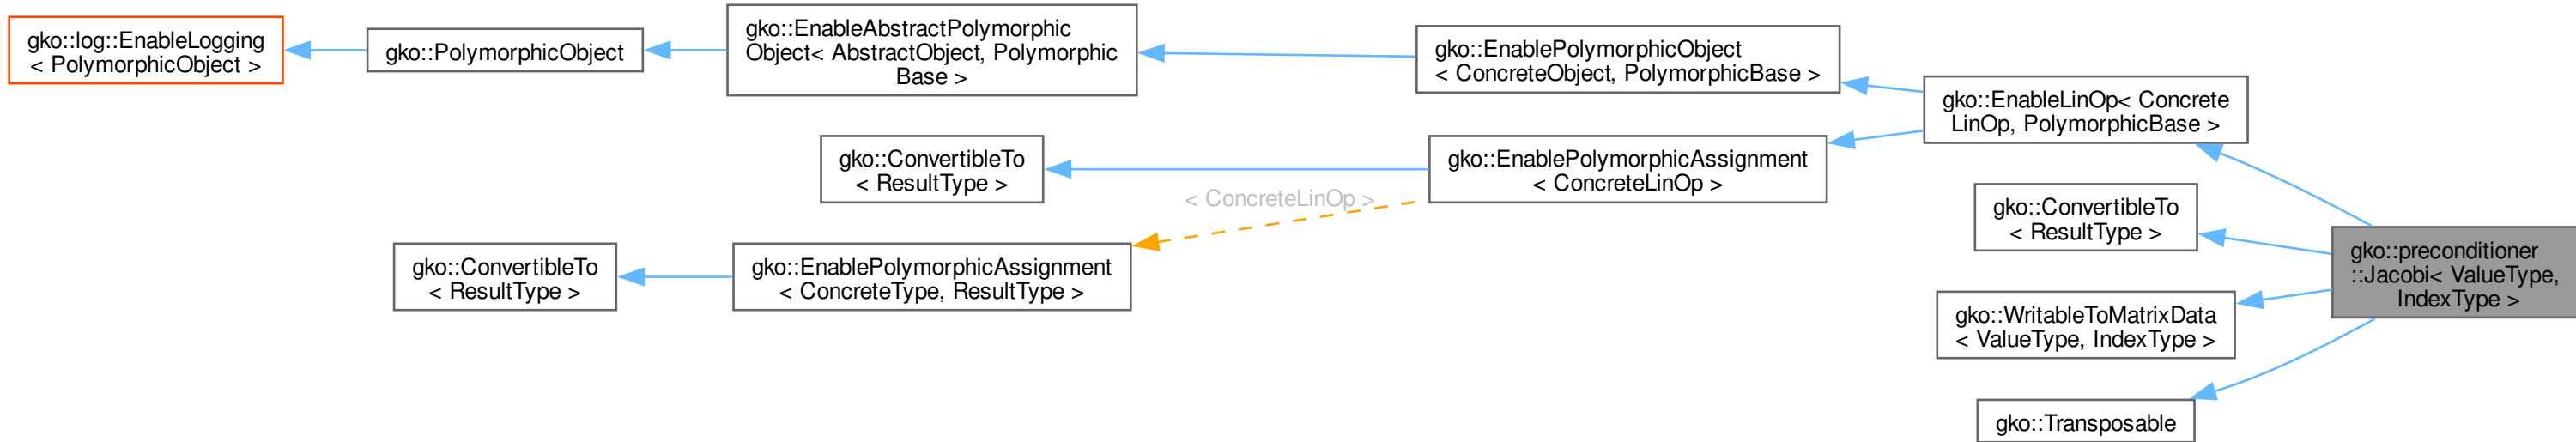 gko::log::EnableLogging
< PolymorphicObject >
gko::PolymorphicObject
gko::EnableAbstractPolymorphic
Object< AbstractObject, Polymorphic
Base >
gko::EnablePolymorphicObject
< ConcreteObject, PolymorphicBase >
gko::EnableLinOp< Concrete
LinOp, PolymorphicBase >
gko::ConvertibleTo
< ResultType >
gko::EnablePolymorphicAssignment
< ConcreteLinOp >
< ConcreteLinOp >
gko::ConvertibleTo
< ResultType >
gko::EnablePolymorphicAssignment
< ConcreteType, ResultType >
gko::ConvertibleTo
< ResultType >
gko::preconditioner
::Jacobi< ValueType,
IndexType >
gko::WritableToMatrixData
< ValueType, IndexType >
gko::Transposable